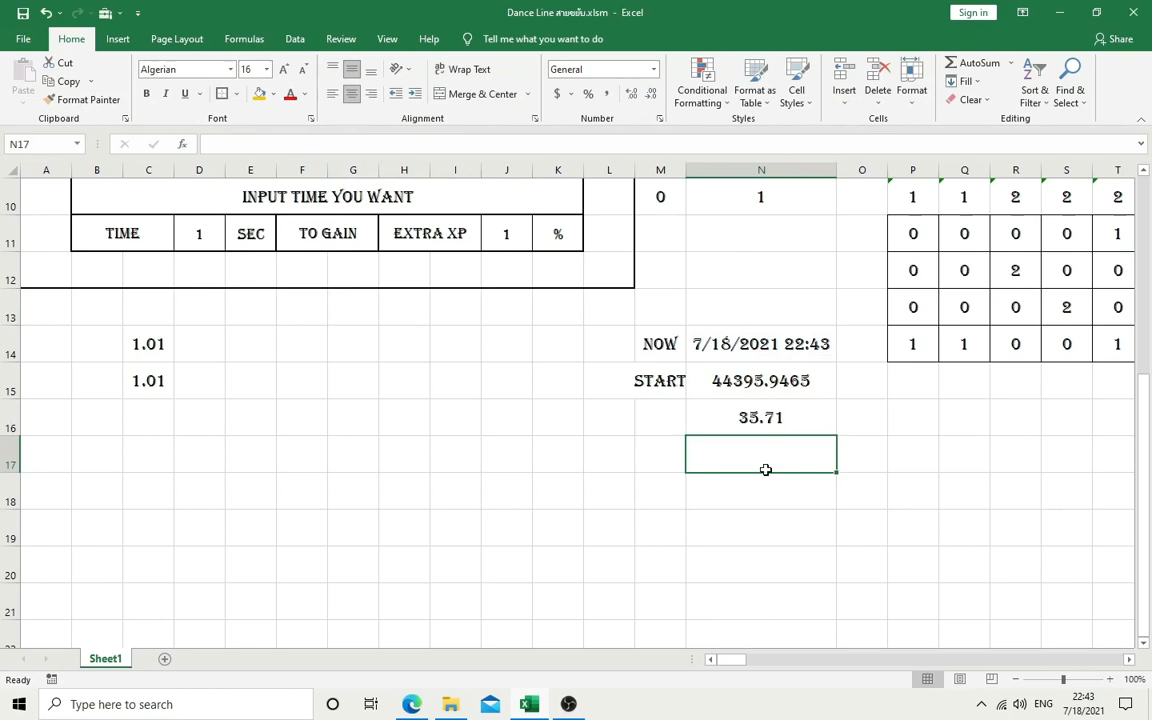 Dance Line สายขยับ.xlsm - Excel
Sign in
File Home Insert Page Layout Formulas Data Review View Help Tell me what you want to do Share
Paste Cut Copy Format Painter
Algerian 16 Wrap Text General AutoSum Fill Clear
B I U A Merge & Center $ % Conditional Formatting Format as Table Cell Styles Insert Delete Format Sort & Filter Find & Select
Clipboard Font Alignment Number Styles Cells Editing
N17 fx
A B C D E F G H I J K L M N O P Q R S T
10 INPUT TIME YOU WANT 0 1 1 1 2 2 2
11 TIME 1 SEC TO GAIN EXTRA XP 1 % 0 0 0 0 1
12 0 0 2 0 0
13 0 0 0 2 0
14 1.01 NOW 7/18/2021 22:43 1 1 0 0 1
15 1.01 START 44395.9465
16 35.71
17
18
19
20
21
22
Sheet1
Ready 100%
Type here to search ENG 22:43
7/18/2021